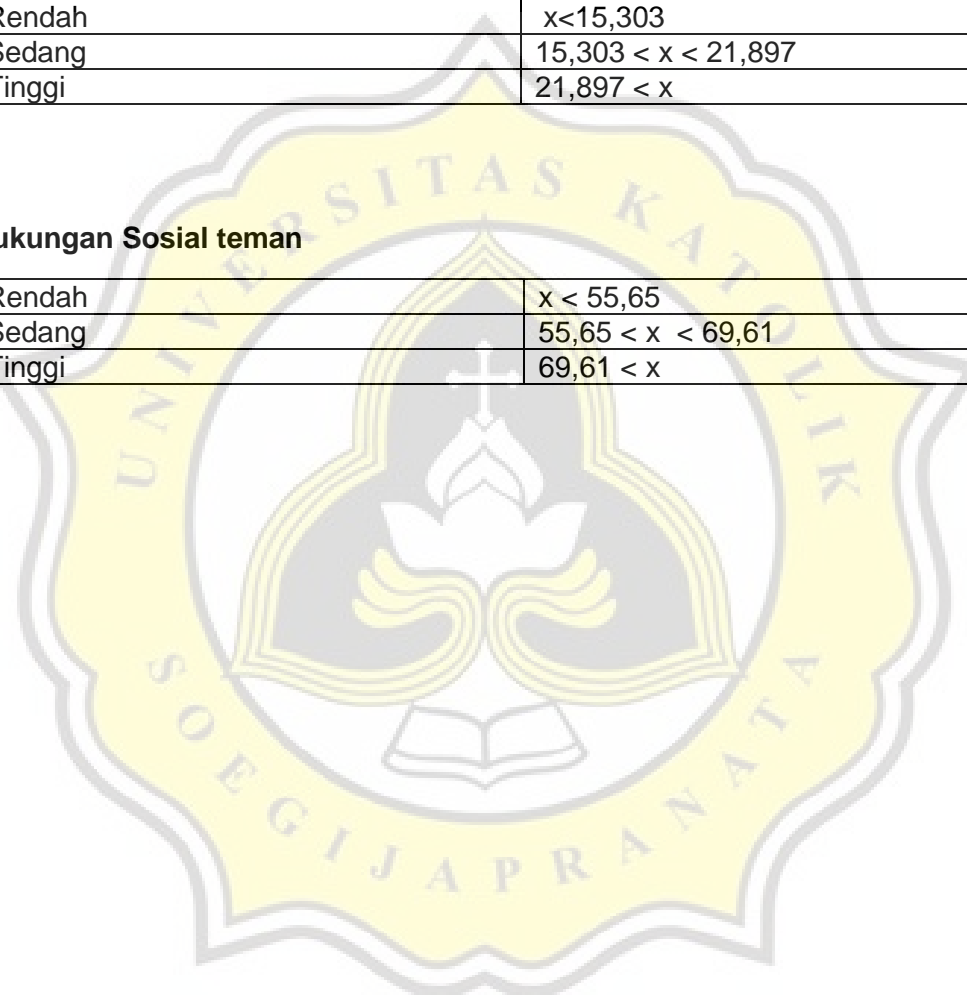 Rendah x<15,303
Sedang 15,303 < x < 21,897
Tinggi 21,897 < x
ukungan Sosial teman
Rendah x < 55,65
Sedang 55,65 < x < 69,61
Tinggi 69,61 < x
UNIVERSITAS KATOLIK
SOEGIJAPRANATA